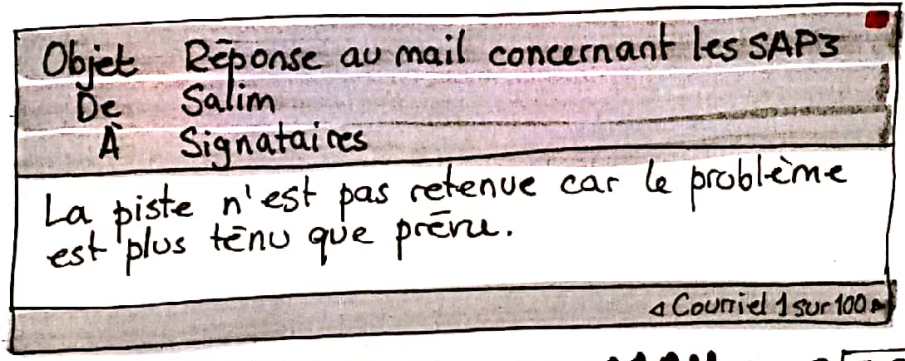 Objet Réponse au mail concernant les SAP3
De Salim
À Signataires
La piste n'est pas retenue car le problème
est plus ténu que prévu.
◃ Courriel 1 sur 100 ▸